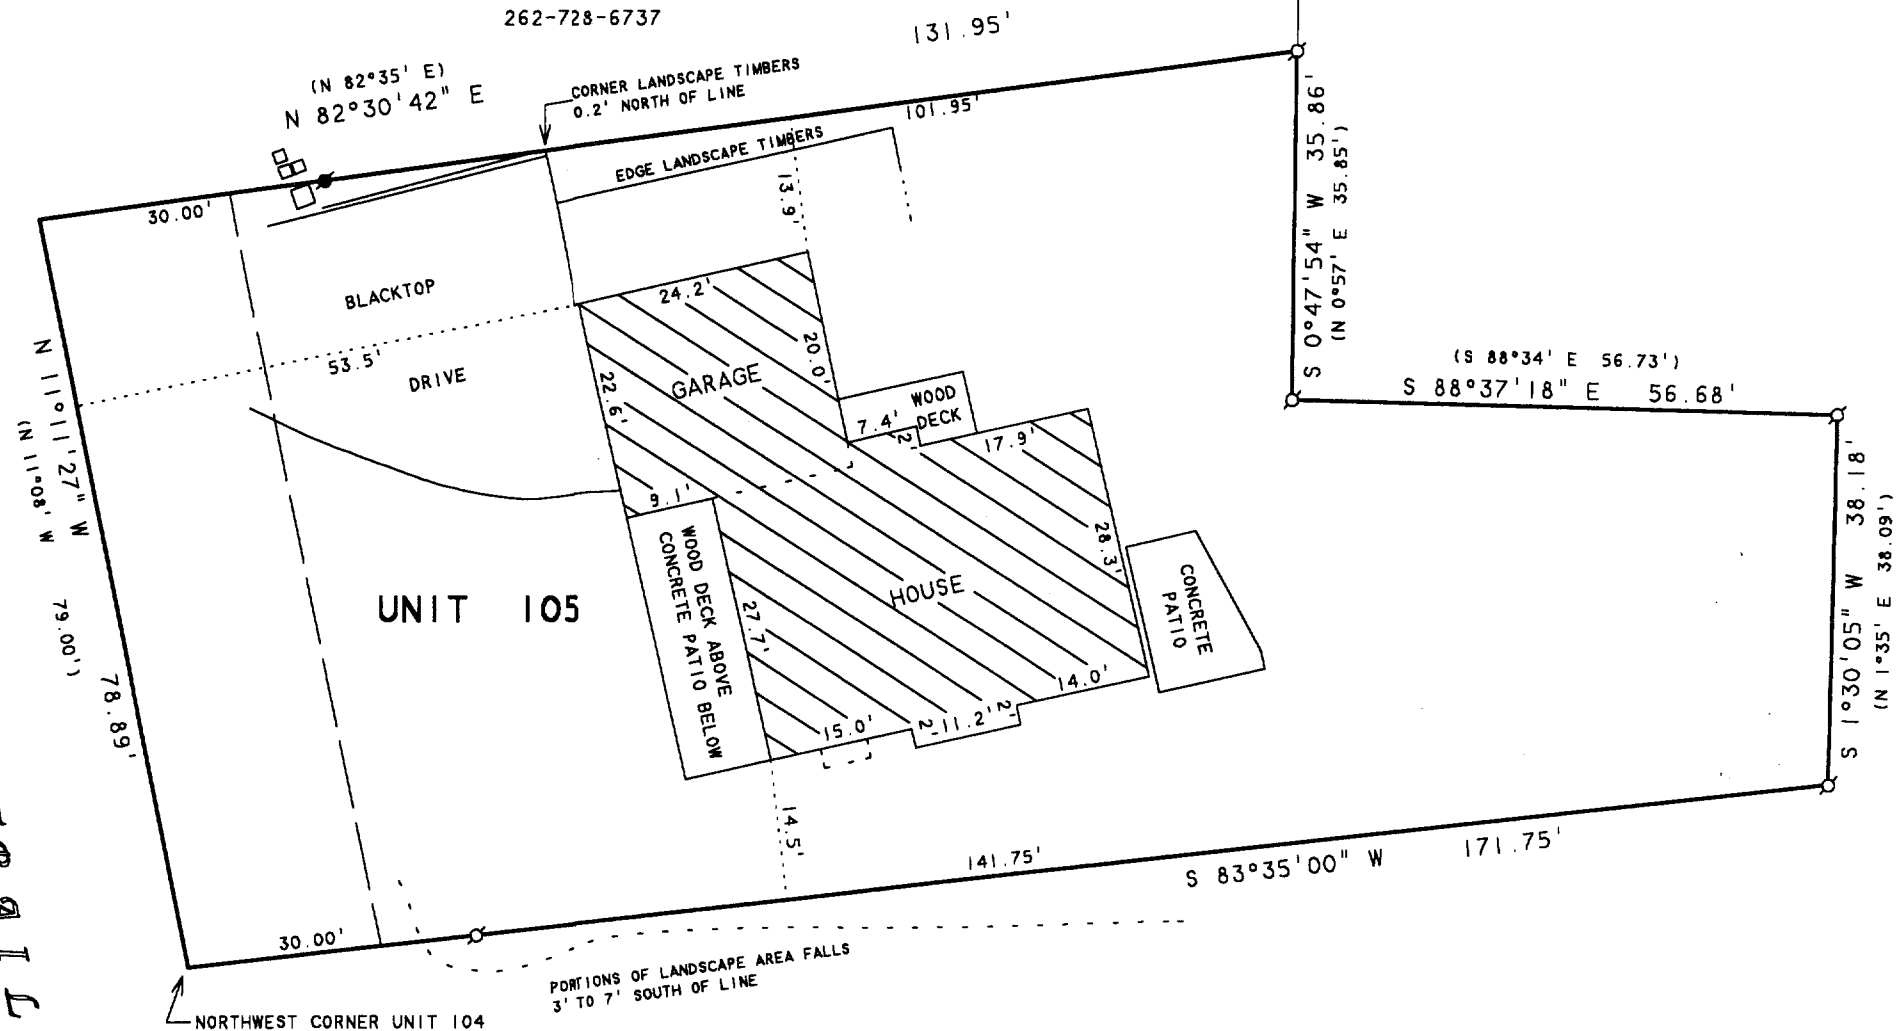 262-728-6737
131.95'
(N 82°35' E)
N 82°30'42" E
CORNER LANDSCAPE TIMBERS
0.2' NORTH OF LINE
101.95'
EDGE LANDSCAPE TIMBERS
13.9'
30.00'
S 0°47'54" W 35.86'
(N 0°57' E 35.85')
BLACKTOP
24.2'
53.5'
DRIVE
20.0'
GARAGE
22.6'
WOOD
DECK
7.4'
2'
17.9'
(S 88°34' E 56.73')
S 88°37'18" E 56.68'
N 11°11'27" W 78.89'
(N 11°08' W 79.00')
9.1'
WOOD DECK ABOVE
CONCRETE PATIO BELOW
28.3'
HOUSE
CONCRETE
PATIO
UNIT 105
27.7'
14.0'
15.0'
2'
11.2'
2'
S 1°30'05" W 38.18'
(N 1°35' E 38.09')
14.5'
141.75'
S 83°35'00" W 171.75'
30.00'
PORTIONS OF LANDSCAPE AREA FALLS
3' TO 7' SOUTH OF LINE
NORTHWEST CORNER UNIT 104